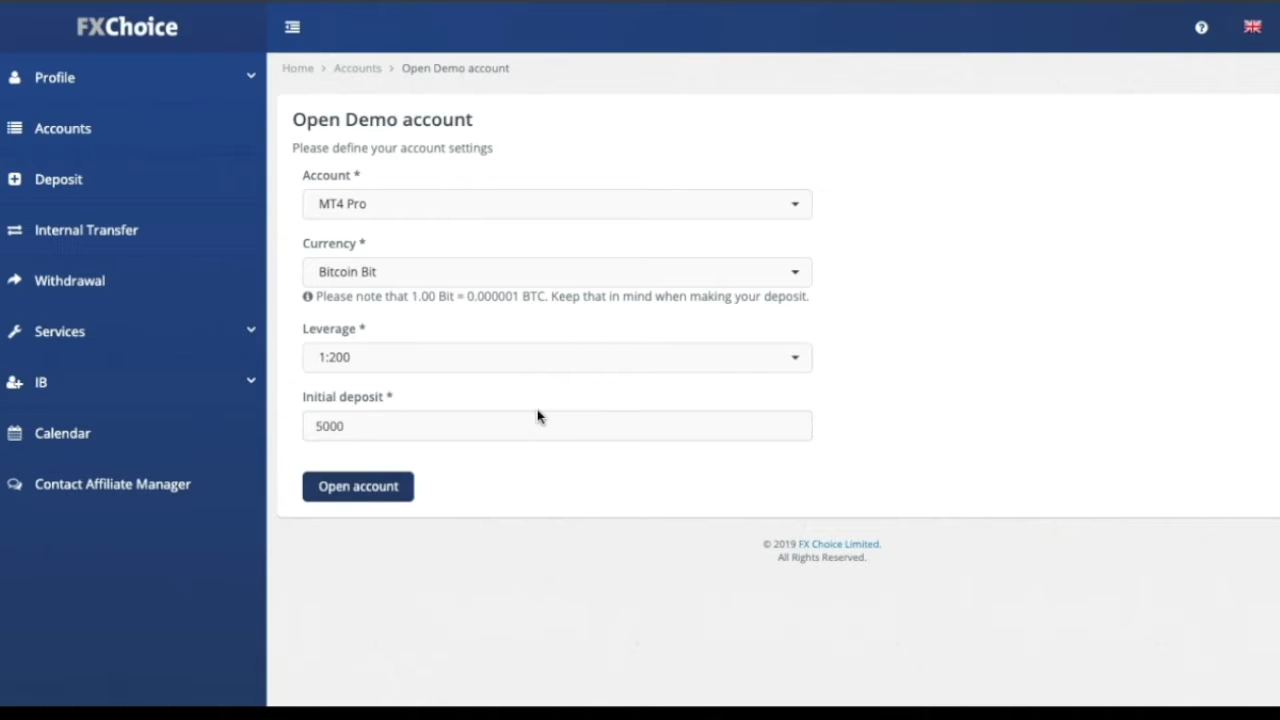 FXChoice
Profile
Accounts
Deposit
Internal Transfer
Withdrawal
Services
IB
Calendar
Contact Affiliate Manager
Home > Accounts > Open Demo account
Open Demo account
Please define your account settings
Account *
MT4 Pro
Currency *
Bitcoin Bit
Please note that 1.00 Bit = 0.000001 BTC. Keep that in mind when making your deposit.
Leverage *
1:200
Initial deposit *
5000
Open account
© 2019 FX Choice Limited.
All Rights Reserved.